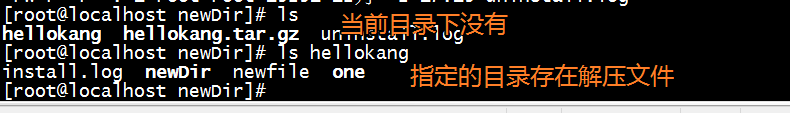 [root@localhost newDir]# ls
当前目录下没有
hellokang hellokang.tar.gz uninstall.log
[root@localhost newDir]# ls hellokang
install.log newDir newfile one
指定的目录存在解压文件
[root@localhost newDir]#